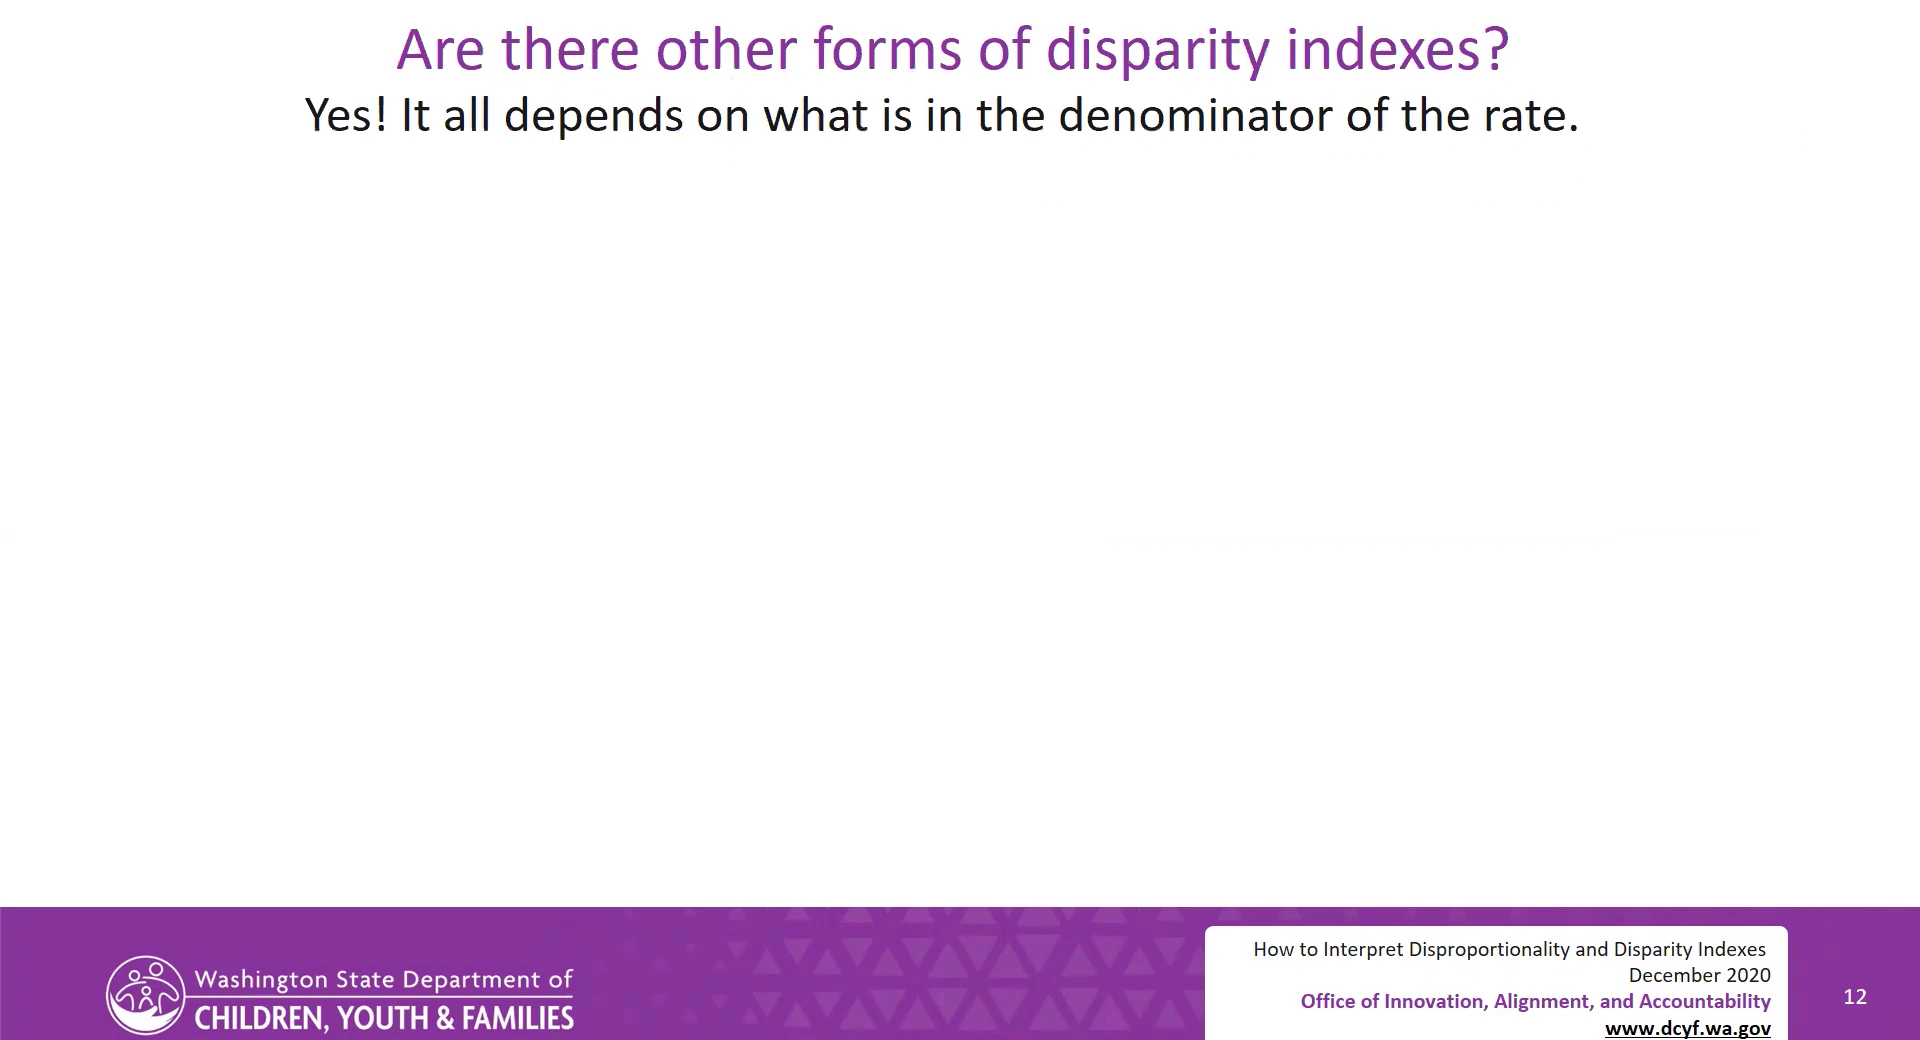 Are there other forms of disparity indexes?
Yes! It all depends on what is in the denominator of the rate.
Washington State Department of
CHILDREN, YOUTH & FAMILIES
How to Interpret Disproportionality and Disparity Indexes
December 2020
Office of Innovation, Alignment, and Accountability
www.dcyf.wa.gov
12